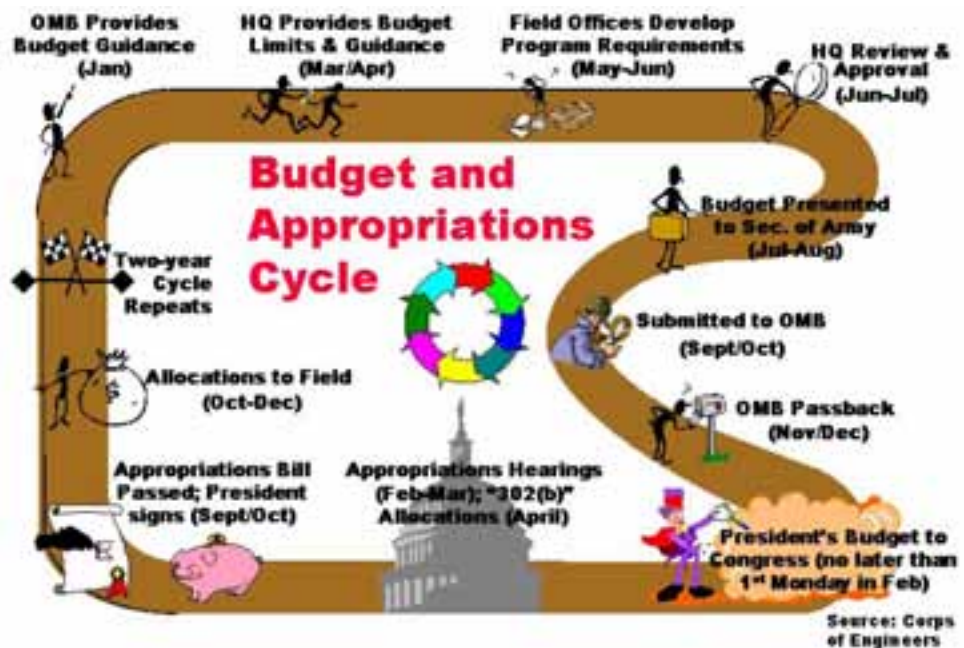 OMB Provides
Budget Guidance
(Jan)
HQ Provides Budget
Limits & Guidance
(Mar/Apr)
Field Offices Develop
Program Requirements
(May-Jun)
HQ Review &
Approval
(Jun-Jul)
Budget and
Appropriations
Cycle
Budget Presented
to Sec. of Army
(Jul-Aug)
Submitted to OMB
(Sept/Oct)
OMB Passback
(Nov/Dec)
President's Budget to
Congress (no later than
1st Monday in Feb)
Appropriations Hearings
(Feb-Mar); "302(b)"
Allocations (April)
Appropriations Bill
Passed; President
signs (Sept/Oct)
Allocations to Field
(Oct-Dec)
$
Two-year
Cycle
Repeats
Source: Corps
of Engineers